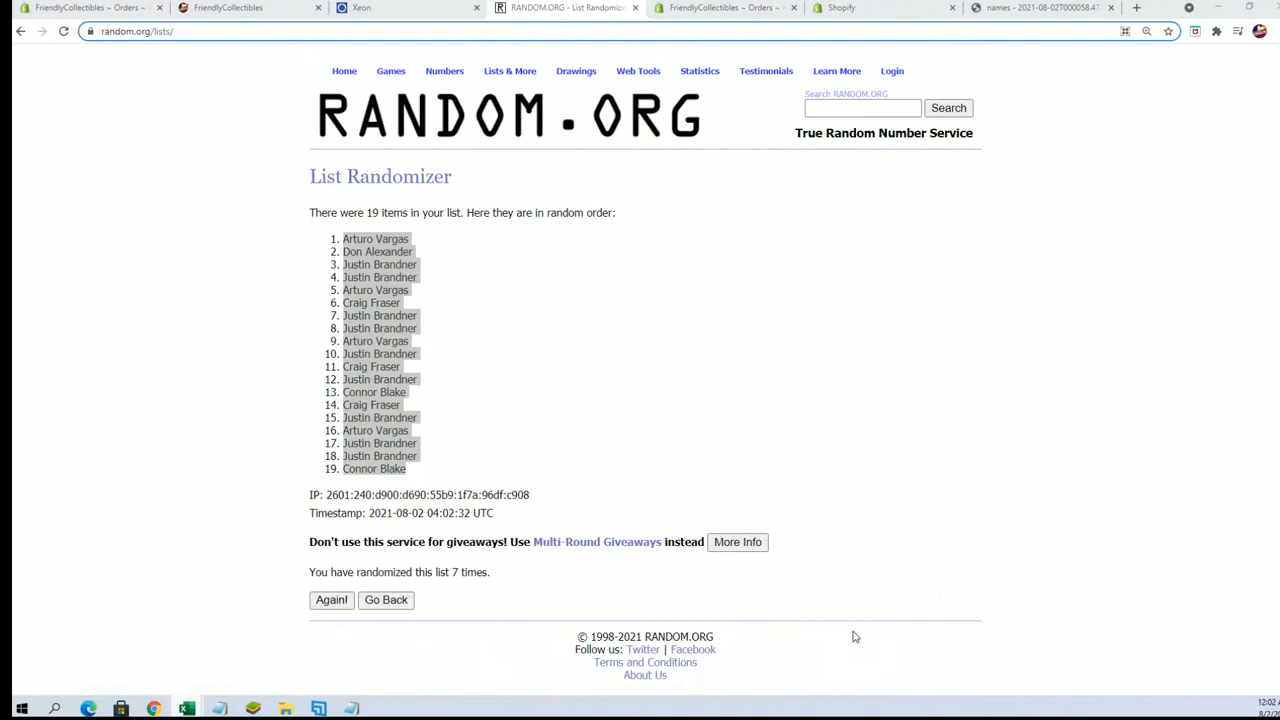 FriendlyCollectibles ~ Orders ~
FriendlyCollectibles
Xeon
RANDOM.ORG - List Randomizer
FriendlyCollectibles ~ Orders ~
Shopify
names - 2021-08-02T000058.47
random.org/lists/
Home Games Numbers Lists & More Drawings Web Tools Statistics Testimonials Learn More Login
RANDOM.ORG
Search RANDOM.ORG
Search
True Random Number Service
List Randomizer
There were 19 items in your list. Here they are in random order:
1. Arturo Vargas
2. Don Alexander
3. Justin Brandner
4. Justin Brandner
5. Arturo Vargas
6. Craig Fraser
7. Justin Brandner
8. Justin Brandner
9. Arturo Vargas
10. Justin Brandner
11. Craig Fraser
12. Justin Brandner
13. Connor Blake
14. Craig Fraser
15. Justin Brandner
16. Arturo Vargas
17. Justin Brandner
18. Justin Brandner
19. Connor Blake
IP: 2601:240:d900:d690:55b9:1f7a:96df:c908
Timestamp: 2021-08-02 04:02:32 UTC
Don't use this service for giveaways! Use Multi-Round Giveaways instead More Info
You have randomized this list 7 times.
Again! Go Back
© 1998-2021 RANDOM.ORG
Follow us: Twitter | Facebook
Terms and Conditions
About Us
12:02
8/2/2